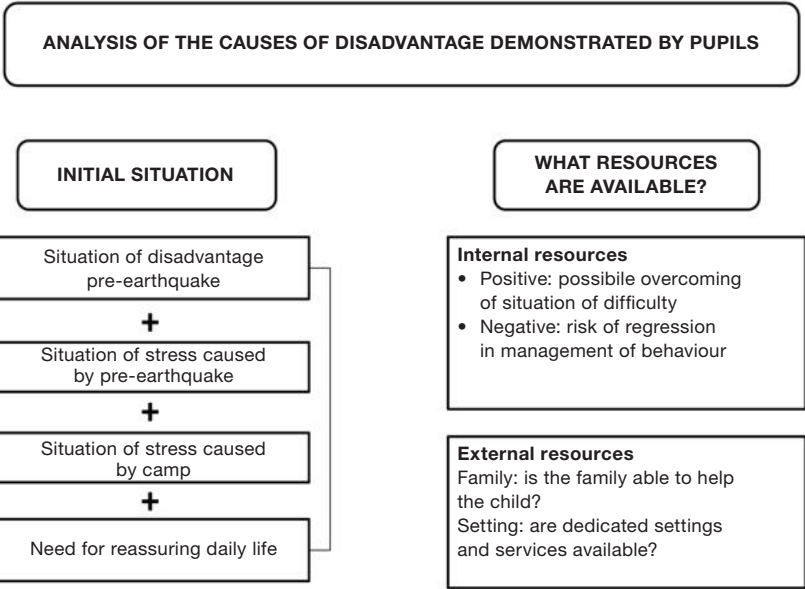 ANALYSIS OF THE CAUSES OF DISADVANTAGE DEMONSTRATED BY PUPILS
INITIAL SITUATION
Situation of disadvantage
pre-earthquake
+
Situation of stress caused
by pre-earthquake
+
Situation of stress caused
by camp
+
Need for reassuring daily life
WHAT RESOURCES
ARE AVAILABLE?
Internal resources
• Positive: possibile overcoming
of situation of difficulty
• Negative: risk of regression
in management of behaviour
External resources
Family: is the family able to help
the child?
Setting: are dedicated settings
and services available?